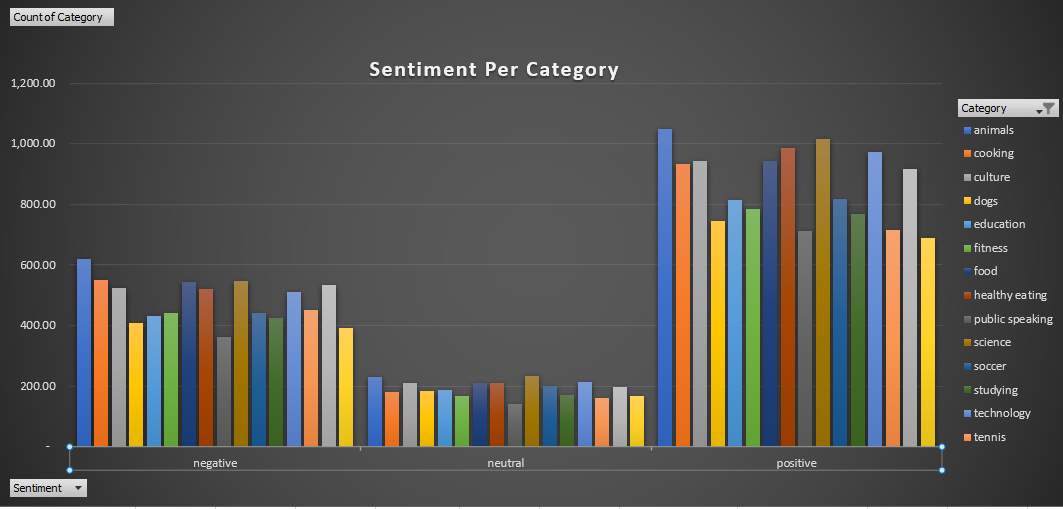 Count of Category
Sentiment Per Category
1,200.00
1,000.00
800.00
600.00
400.00
200.00
-
negative
neutral
positive
Category
animals
cooking
culture
dogs
education
fitness
food
healthy eating
public speaking
science
soccer
studying
technology
tennis
Sentiment